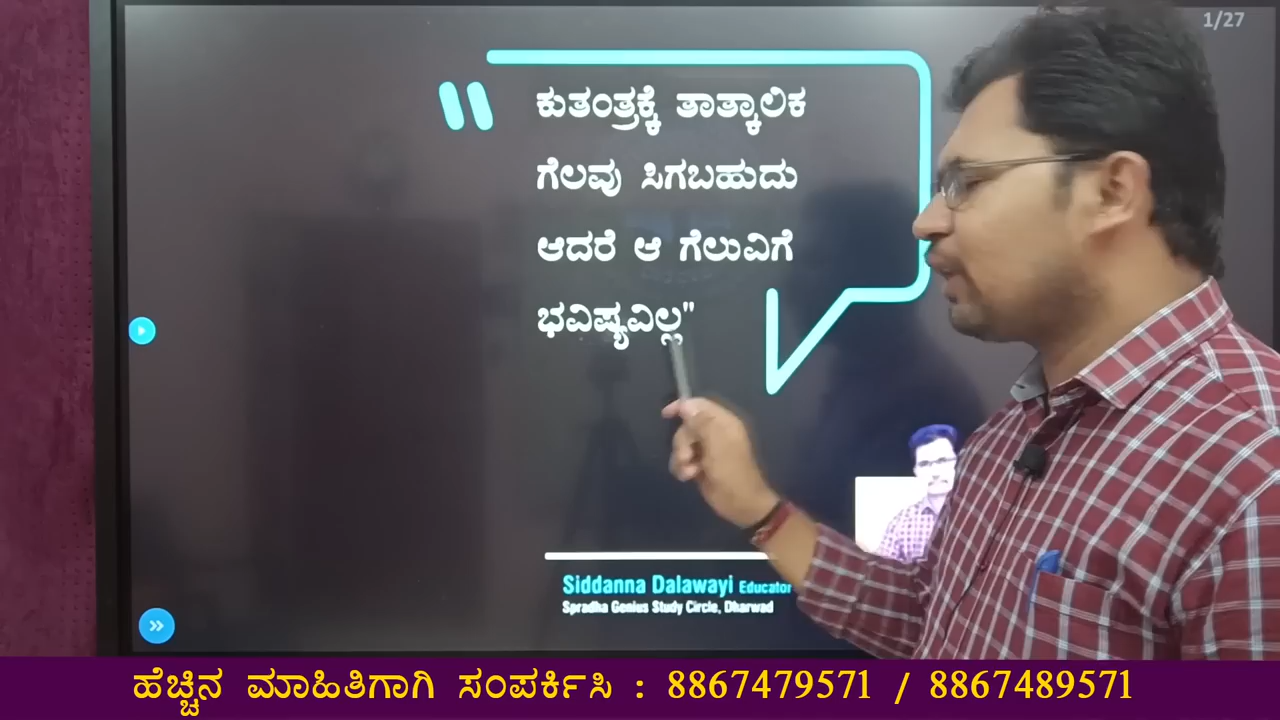 1/27
ಕುತಂತ್ರಕ್ಕೆ ತಾತ್ಕಾಲಿಕ
ಗೆಲವು ಸಿಗಬಹುದು
ಆದರೆ ಆ ಗೆಲುವಿಗೆ
ಭವಿಷ್ಯವಿಲ್ಲ"
Siddanna Dalawayi Educator
Spradha Genius Study Circle, Dharwad
ಹೆಚ್ಚಿನ ಮಾಹಿತಿಗಾಗಿ ಸಂಪರ್ಕಿಸಿ : 8867479571 / 8867489571